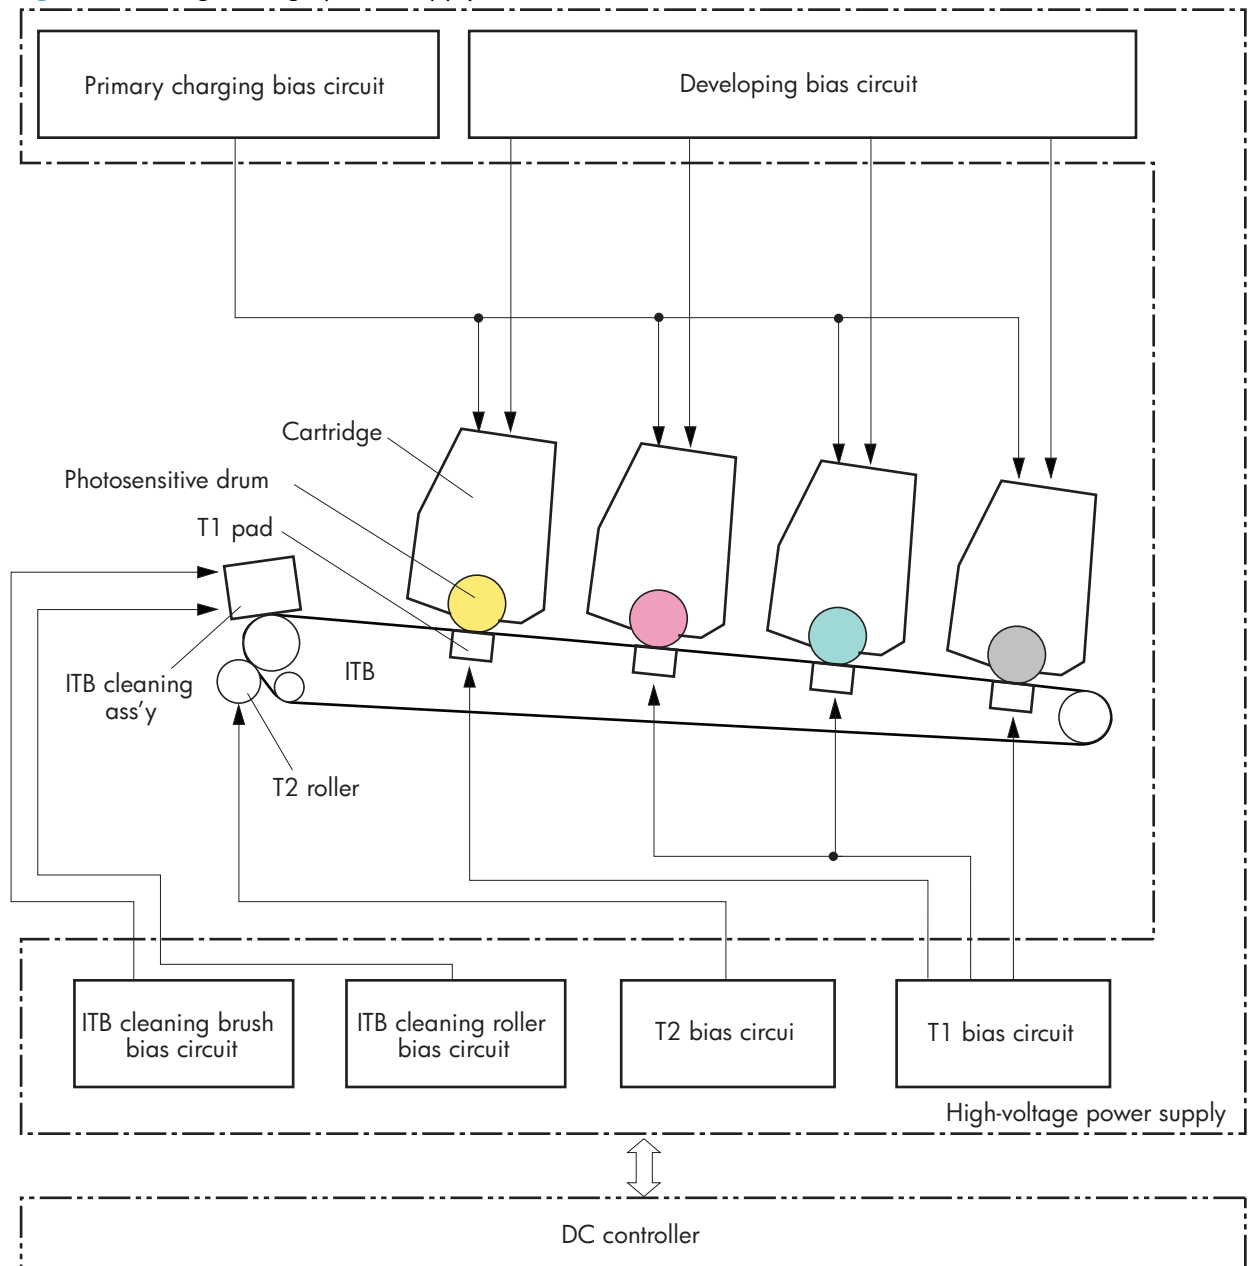 Primary charging bias circuit
Developing bias circuit
Cartridge
Photosensitive drum
T1 pad
ITB
ITB cleaning
ass'y
T2 roller
ITB cleaning brush
bias circuit
ITB cleaning roller
bias circuit
T2 bias circui
T1 bias circuit
High-voltage power supply
DC controller